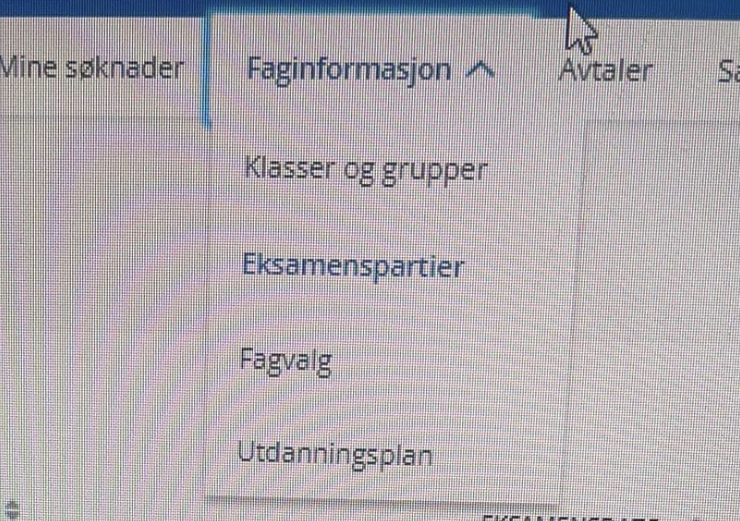 Mine søknader Faginformasjon Avtaler
Klasser og grupper
Eksamenspartier
Fagvalg
Utdanningsplan